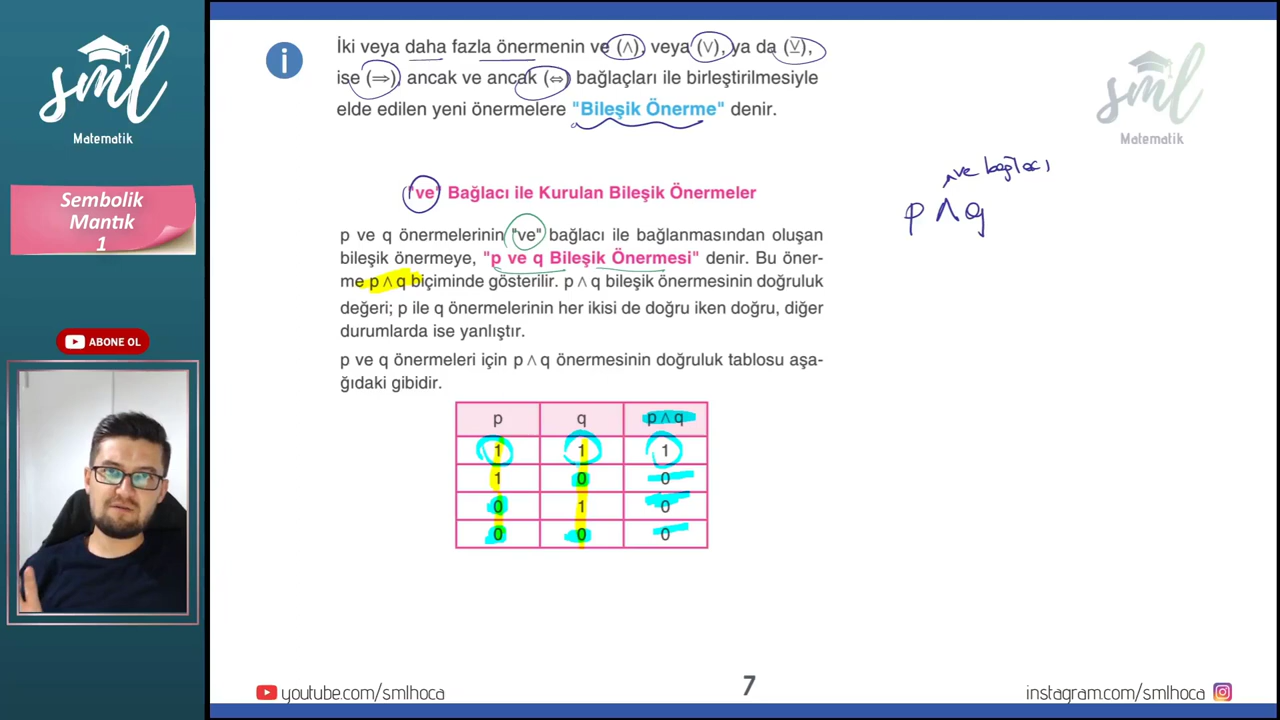 sml
Matematik
Sembolik
Mantık
1
ABONE OL
İki veya daha fazla önermenin ve (∧), veya (∨), ya da (⊻),
ise (⇒), ancak ve ancak (⇔) bağlaçları ile birleştirilmesiyle
elde edilen yeni önermelere "Bileşik Önerme" denir.
sml
Matematik
"ve" Bağlacı ile Kurulan Bileşik Önermeler
p ve q önermelerinin "ve" bağlacı ile bağlanmasından oluşan
bileşik önermeye, "p ve q Bileşik Önermesi" denir. Bu öner-
me p ∧ q biçiminde gösterilir. p ∧ q bileşik önermesinin doğruluk
değeri; p ile q önermelerinin her ikisi de doğru iken doğru, diğer
durumlarda ise yanlıştır.
p ve q önermeleri için p ∧ q önermesinin doğruluk tablosu aşa-
ğıdaki gibidir.
p q p ∧ q
1 1 1
1 0 0
0 1 0
0 0 0
ve bağlacı
p ∧ q
youtube.com/smlhoca
7
instagram.com/smlhoca